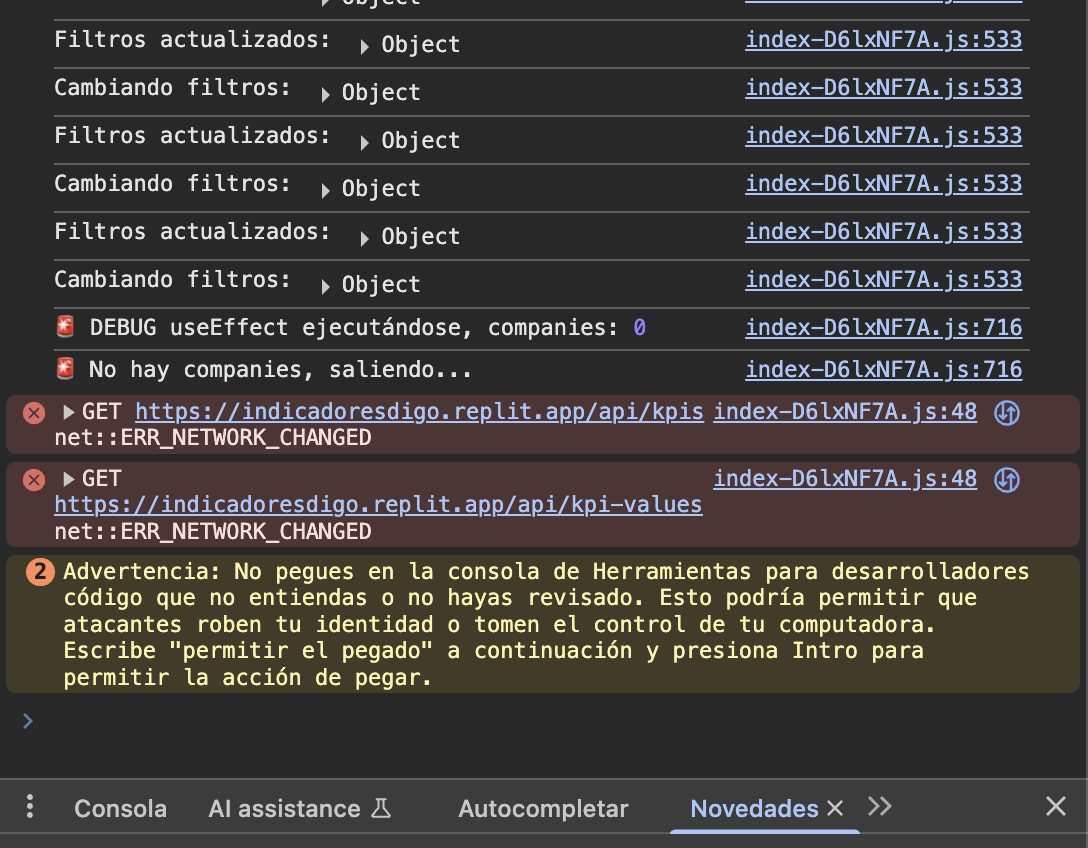 Object
Filtros actualizados: Object index-D6lxNF7A.js:533
Cambiando filtros: Object index-D6lxNF7A.js:533
Filtros actualizados: Object index-D6lxNF7A.js:533
Cambiando filtros: Object index-D6lxNF7A.js:533
Filtros actualizados: Object index-D6lxNF7A.js:533
Cambiando filtros: Object index-D6lxNF7A.js:533
🚨 DEBUG useEffect ejecutándose, companies: 0 index-D6lxNF7A.js:716
🚨 No hay companies, saliendo... index-D6lxNF7A.js:716
GET https://indicadoresdigo.replit.app/api/kpis index-D6lxNF7A.js:48
net::ERR_NETWORK_CHANGED
GET index-D6lxNF7A.js:48
https://indicadoresdigo.replit.app/api/kpi-values
net::ERR_NETWORK_CHANGED
2 Advertencia: No pegues en la consola de Herramientas para desarrolladores
código que no entiendas o no hayas revisado. Esto podría permitir que
atacantes roben tu identidad o tomen el control de tu computadora.
Escribe "permitir el pegado" a continuación y presiona Intro para
permitir la acción de pegar.
Consola AI assistance Autocompletar Novedades